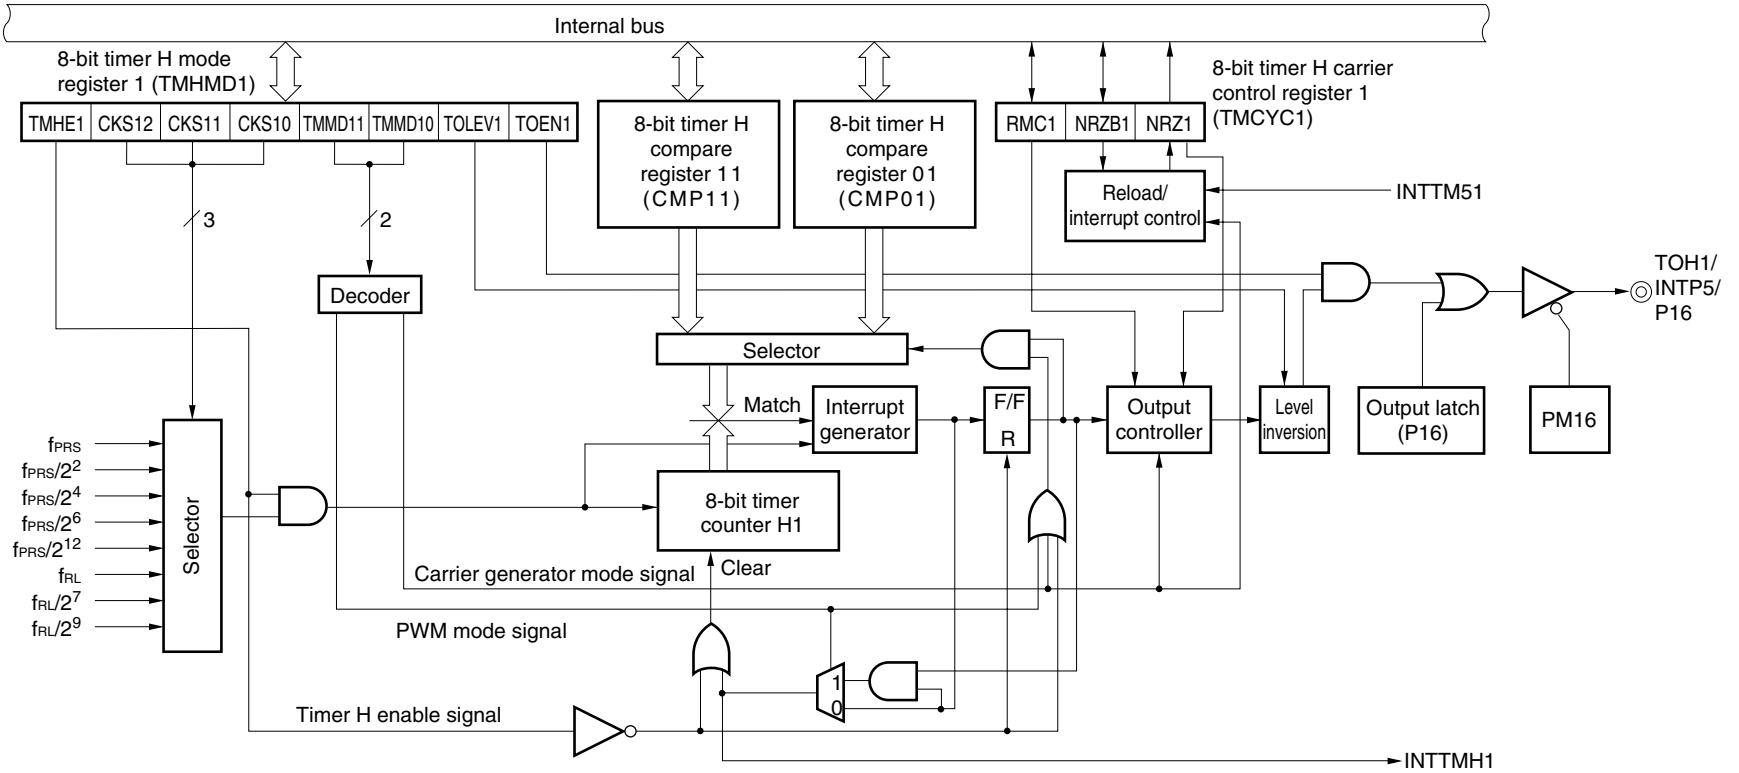 Internal bus
8-bit timer H mode
register 1 (TMHMD1)
8-bit timer H carrier
control register 1
(TMCYC1)
TMHE1 CKS12 CKS11 CKS10 TMMD11 TMMD10 TOLEV1 TOEN1
8-bit timer H
compare
register 11
(CMP11)
8-bit timer H
compare
register 01
(CMP01)
RMC1 NRZB1 NRZ1
Reload/
interrupt control
INTTM51
3
2
Decoder
TOH1/
INTP5/
P16
Selector
Match
Interrupt
generator
F/F
R
Output
controller
Level
inversion
Output latch
(P16)
PM16
fPRS
fPRS/2²
fPRS/2⁴
fPRS/2⁶
fPRS/2¹²
fRL
fRL/2⁷
fRL/2⁹
Selector
8-bit timer
counter H1
Clear
Carrier generator mode signal
PWM mode signal
1
0
Timer H enable signal
INTTMH1